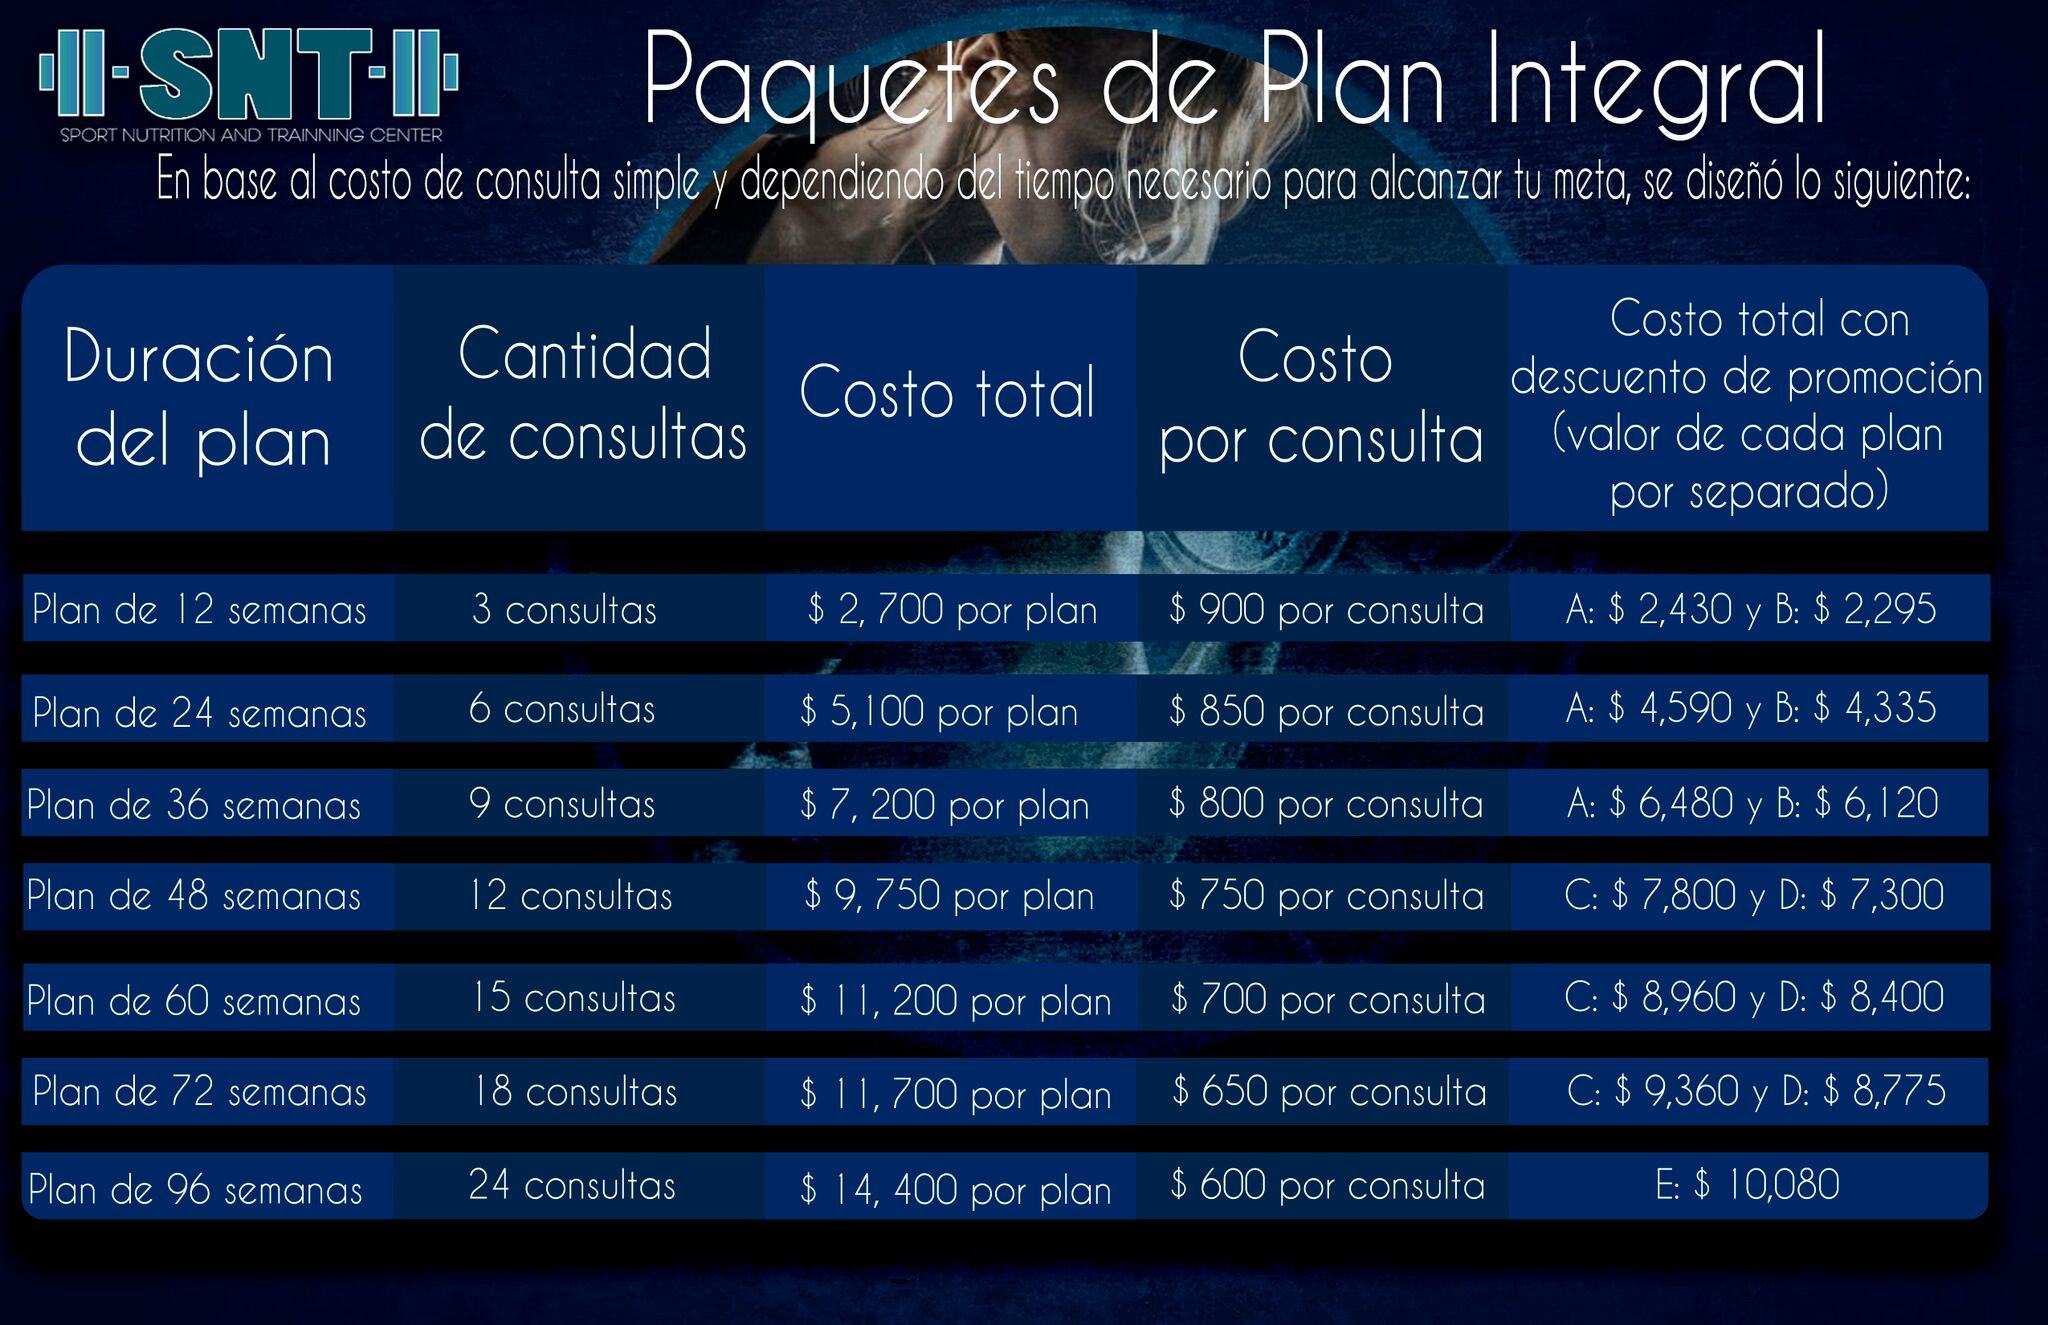 SNT
SPORT NUTRITION AND TRAINNING CENTER
Paquetes de Plan Integral
En base al costo de consulta simple y dependiendo del tiempo necesario para alcanzar tu meta, se diseñó lo siguiente:
Duración
del plan
Cantidad
de consultas
Costo total
Costo
por consulta
Costo total con
descuento de promoción
(valor de cada plan
por separado)
Plan de 12 semanas 3 consultas $ 2, 700 por plan $ 900 por consulta A: $ 2,430 y B: $ 2,295
Plan de 24 semanas 6 consultas $ 5,100 por plan $ 850 por consulta A: $ 4,590 y B: $ 4,335
Plan de 36 semanas 9 consultas $ 7, 200 por plan $ 800 por consulta A: $ 6,480 y B: $ 6,120
Plan de 48 semanas 12 consultas $ 9, 750 por plan $ 750 por consulta C: $ 7,800 y D: $ 7,300
Plan de 60 semanas 15 consultas $ 11, 200 por plan $ 700 por consulta C: $ 8,960 y D: $ 8,400
Plan de 72 semanas 18 consultas $ 11, 700 por plan $ 650 por consulta C: $ 9,360 y D: $ 8,775
Plan de 96 semanas 24 consultas $ 14, 400 por plan $ 600 por consulta E: $ 10,080